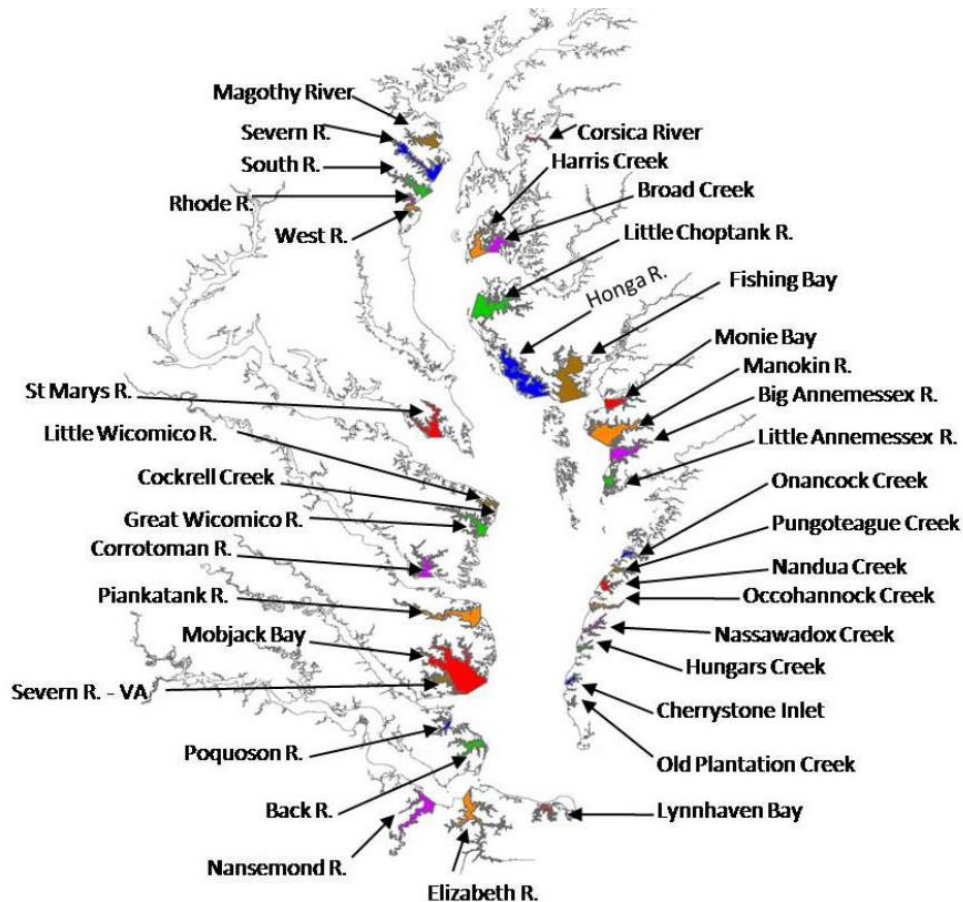 Magothy River
Severn R.
South R.
Rhode R.
West R.
St Marys R.
Little Wicomico R.
Cockrell Creek
Great Wicomico R.
Corrotoman R.
Piankatank R.
Mobjack Bay
Severn R. - VA
Poquoson R.
Back R.
Nansemond R.
Elizabeth R.
Corsica River
Harris Creek
Broad Creek
Little Choptank R.
Honga R.
Fishing Bay
Monie Bay
Manokin R.
Big Annemessex R.
Little Annemessex R.
Onancock Creek
Pungoteague Creek
Nandua Creek
Occohannock Creek
Nassawadox Creek
Hungars Creek
Cherrystone Inlet
Old Plantation Creek
Lynnhaven Bay